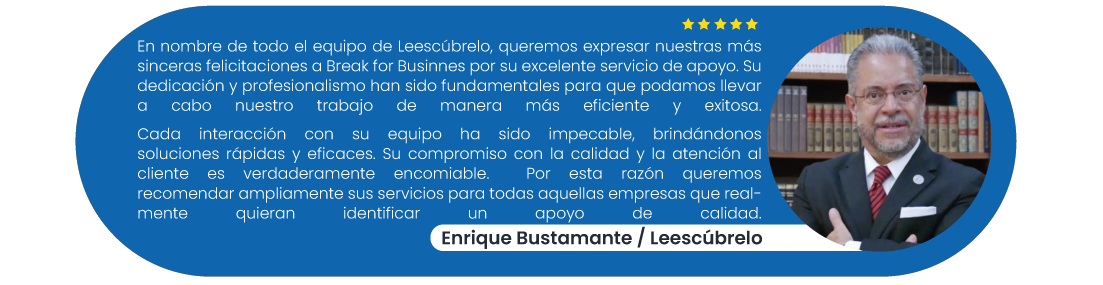 En nombre de todo el equipo de Leescúbrelo, queremos expresar nuestras más
sinceras felicitaciones a Break for Businnes por su excelente servicio de apoyo. Su
dedicación y profesionalismo han sido fundamentales para que podamos llevar
a cabo nuestro trabajo de manera más eficiente y exitosa.
Cada interacción con su equipo ha sido impecable, brindándonos
soluciones rápidas y eficaces. Su compromiso con la calidad y la atención al
cliente es verdaderamente encomiable. Por esta razón queremos
recomendar ampliamente sus servicios para todas aquellas empresas que real-
mente quieran identificar un apoyo de calidad.
Enrique Bustamante / Leescúbrelo